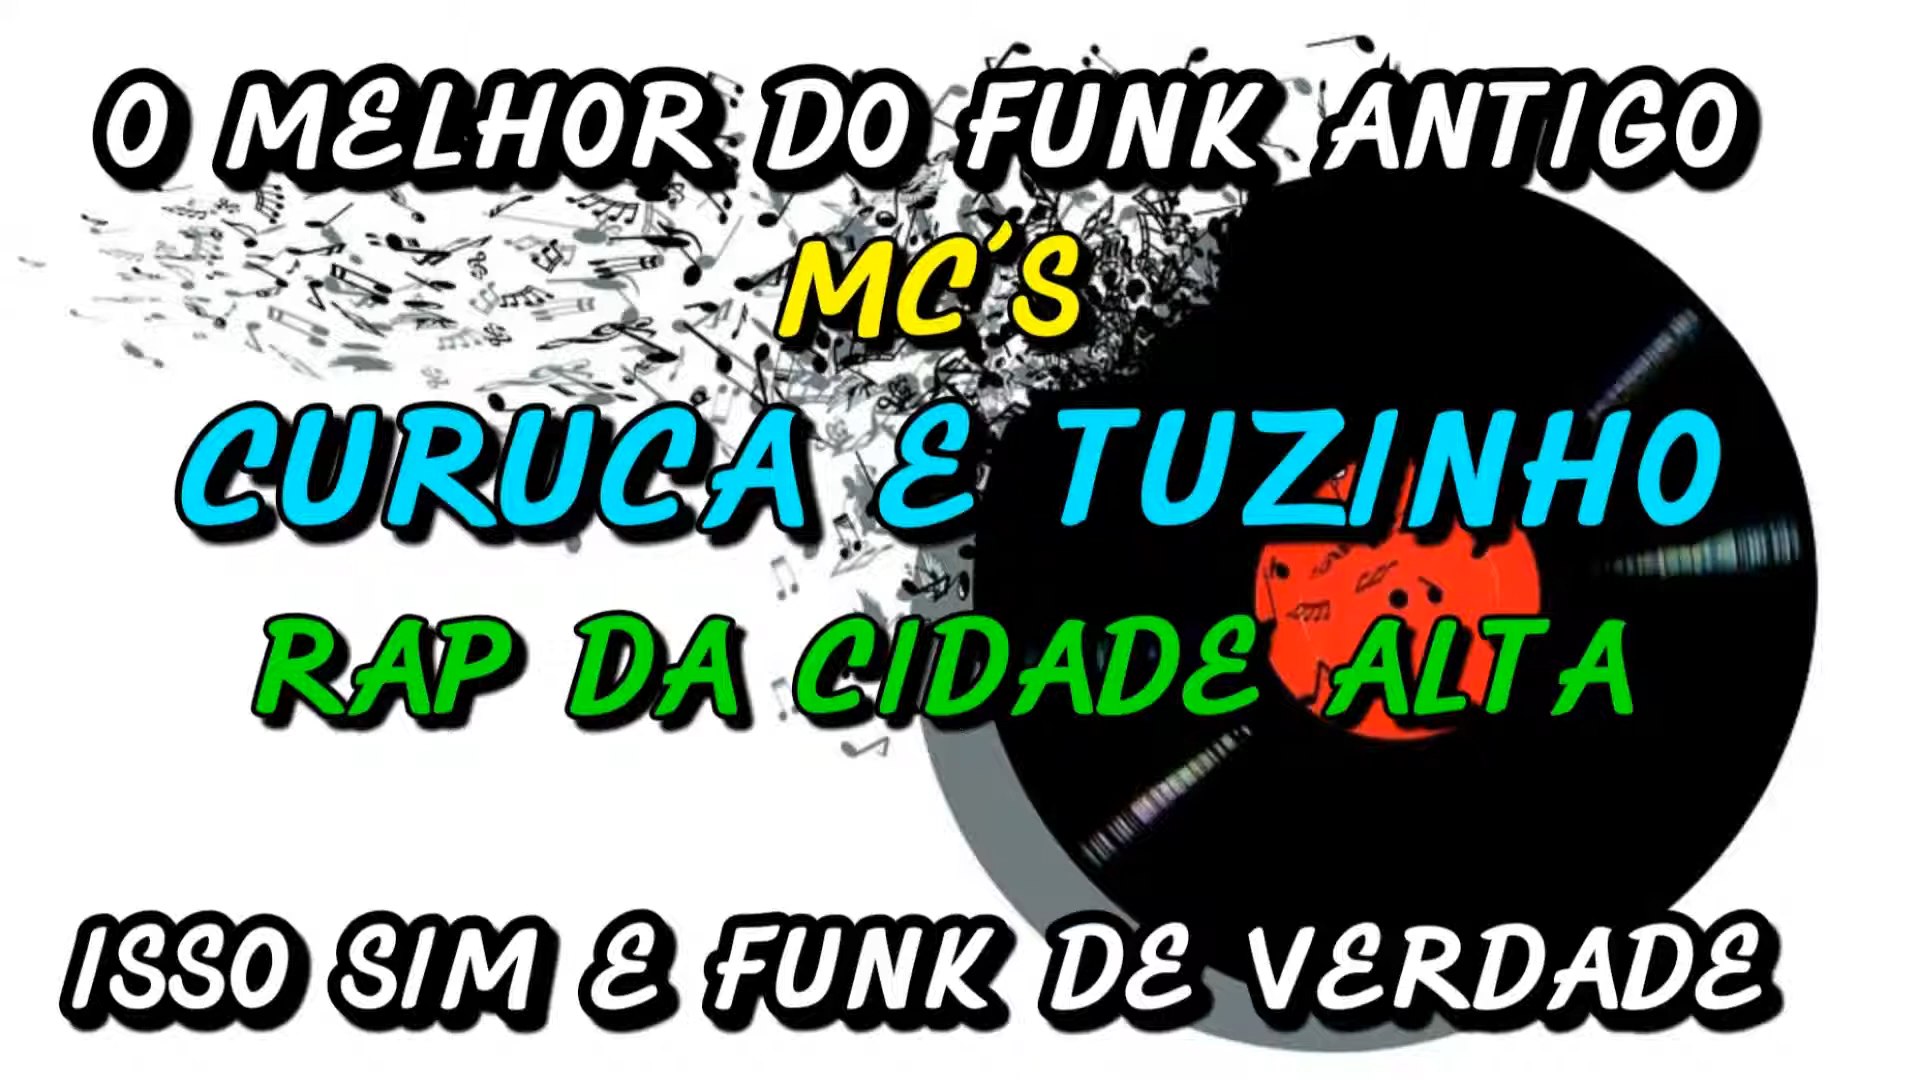 O MELHOR DO FUNK ANTIGO
MC´S
CURUCA E TUZINHO
RAP DA CIDADE ALTA
ISSO SIM E FUNK DE VERDADE